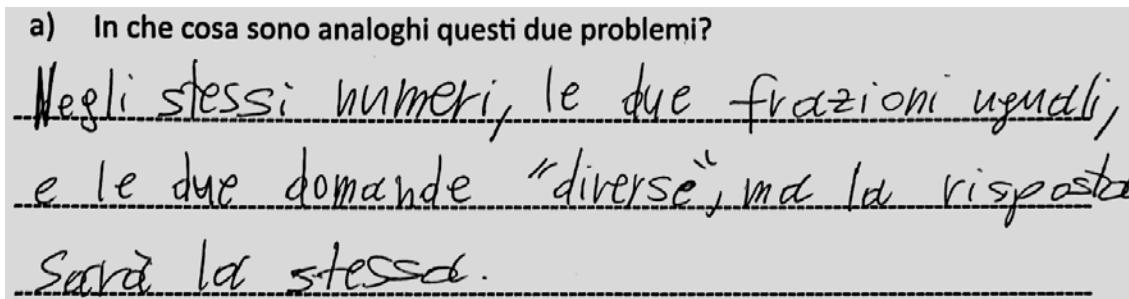 a) In che cosa sono analoghi questi due problemi?
Negli stessi numeri, le due frazioni uguali,
e le due domande "diverse", ma la risposta
sarà la stessa.